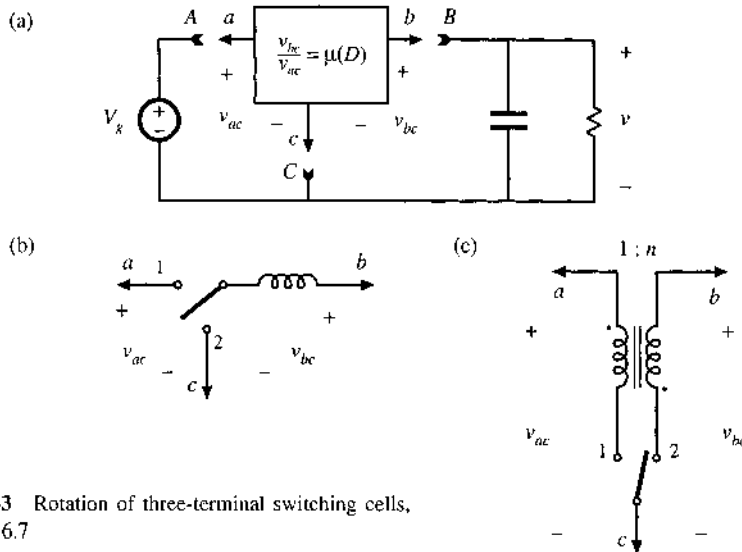 (a)
A a b B
v_bc / v_ac = μ(D)
+ + +
V_g + − v_ac − c − v_bc v −
C
(b)
a 1 b
+ +
2
v_ac − c − v_bc
(c)
1 : n
a b
+ +
v_ac 1 2 v_bc
− c −
3 Rotation of three-terminal switching cells,
6.7